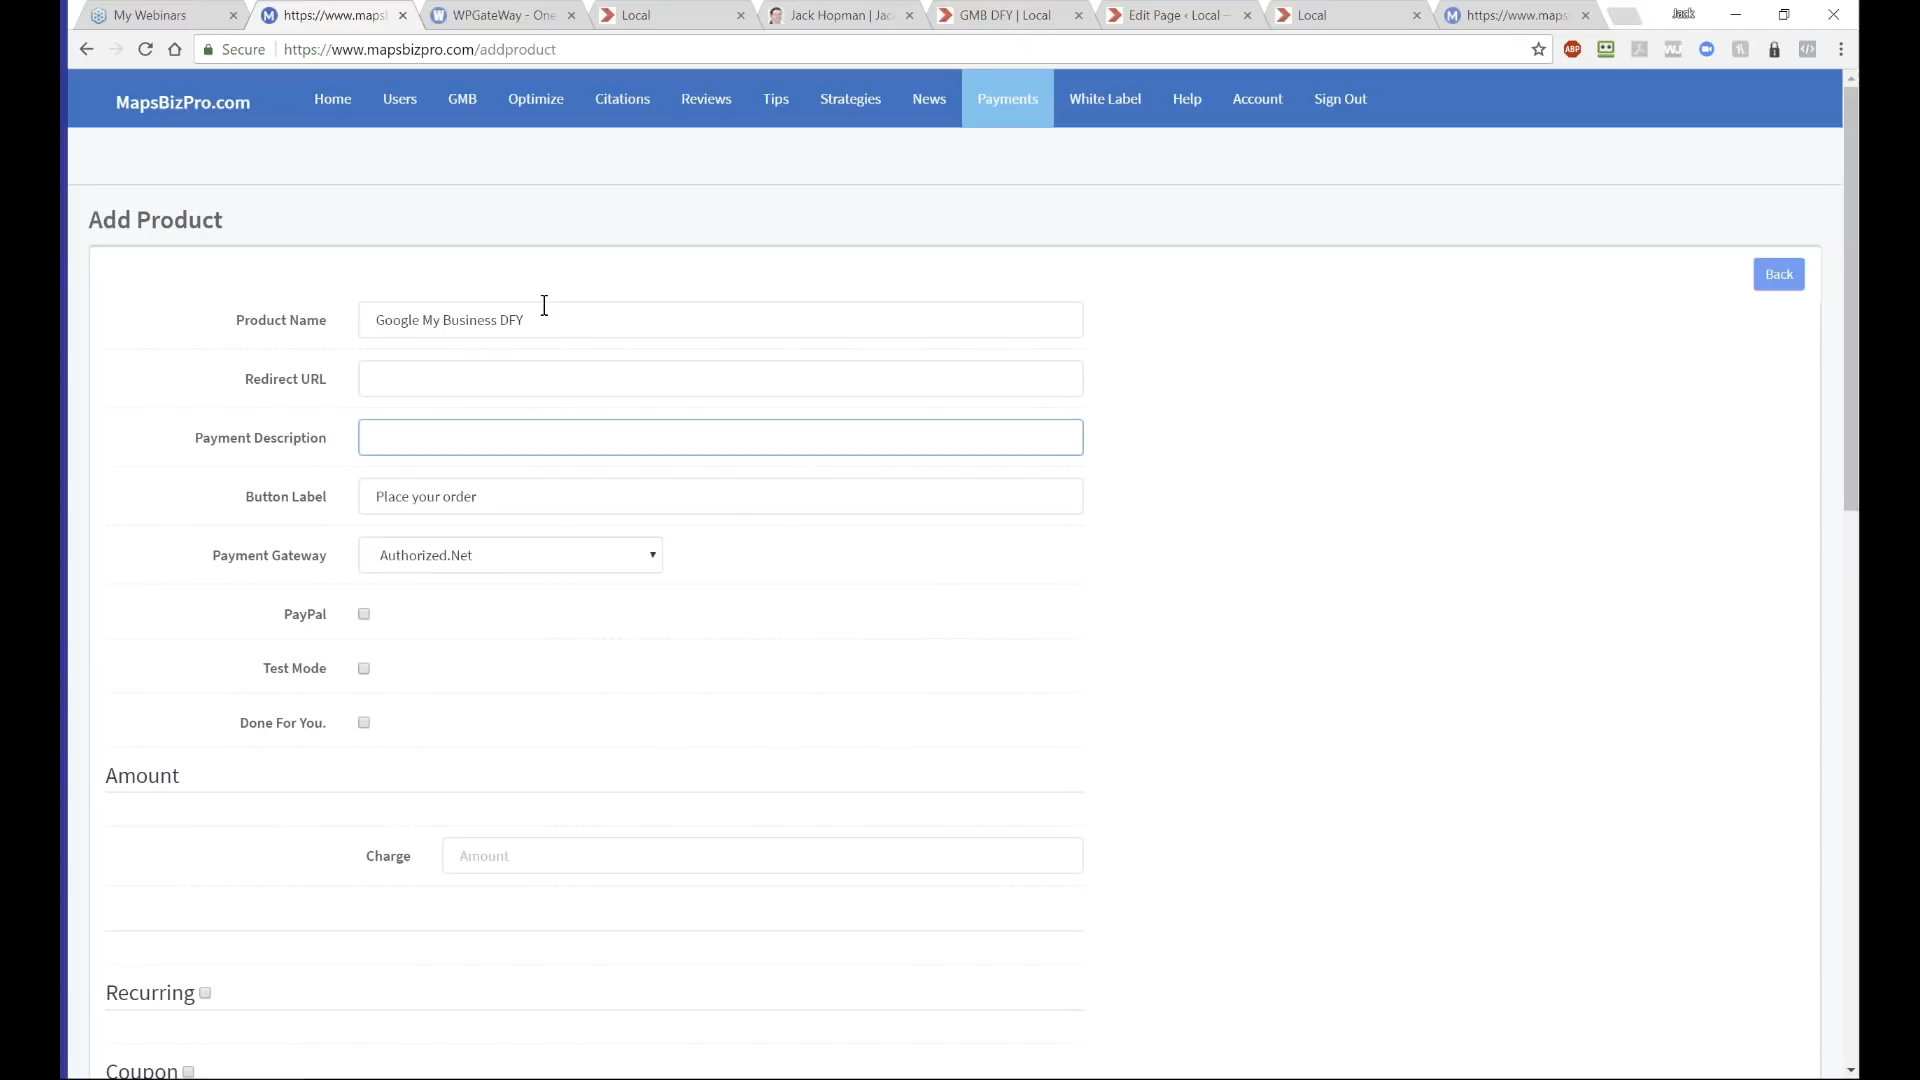 My Webinars
https://www.maps
WPGateWay - One
Local
Jack Hopman | Jac
GMB DFY | Local
Edit Page ‹ Local –
Local
https://www.maps
Jack
Secure
https://www.mapsbizpro.com/addproduct
ABP
MapsBizPro.com
Home
Users
GMB
Optimize
Citations
Reviews
Tips
Strategies
News
Payments
White Label
Help
Account
Sign Out
Add Product
Back
Product Name
Google My Business DFY
Redirect URL
Payment Description
Button Label
Place your order
Payment Gateway
Authorized.Net
PayPal
Test Mode
Done For You.
Amount
Charge
Amount
Recurring
Coupon